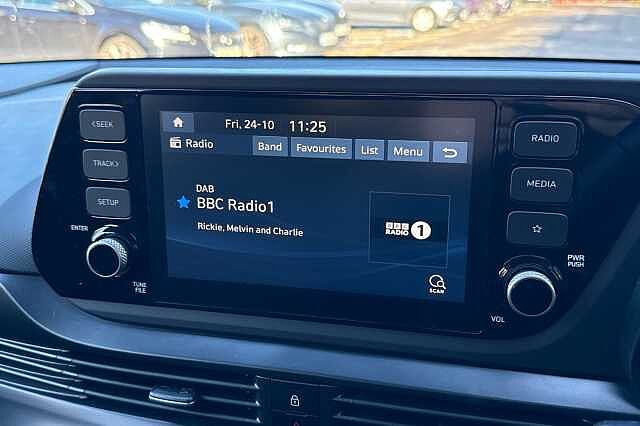 Fri, 24-10 11:25
Radio
Band Favourites List Menu
DAB
BBC Radio1
Rickie, Melvin and Charlie
BBC
RADIO 1
SCAN
<SEEK
TRACK>
SETUP
ENTER
TUNE
FILE
RADIO
MEDIA
PWR
PUSH
VOL